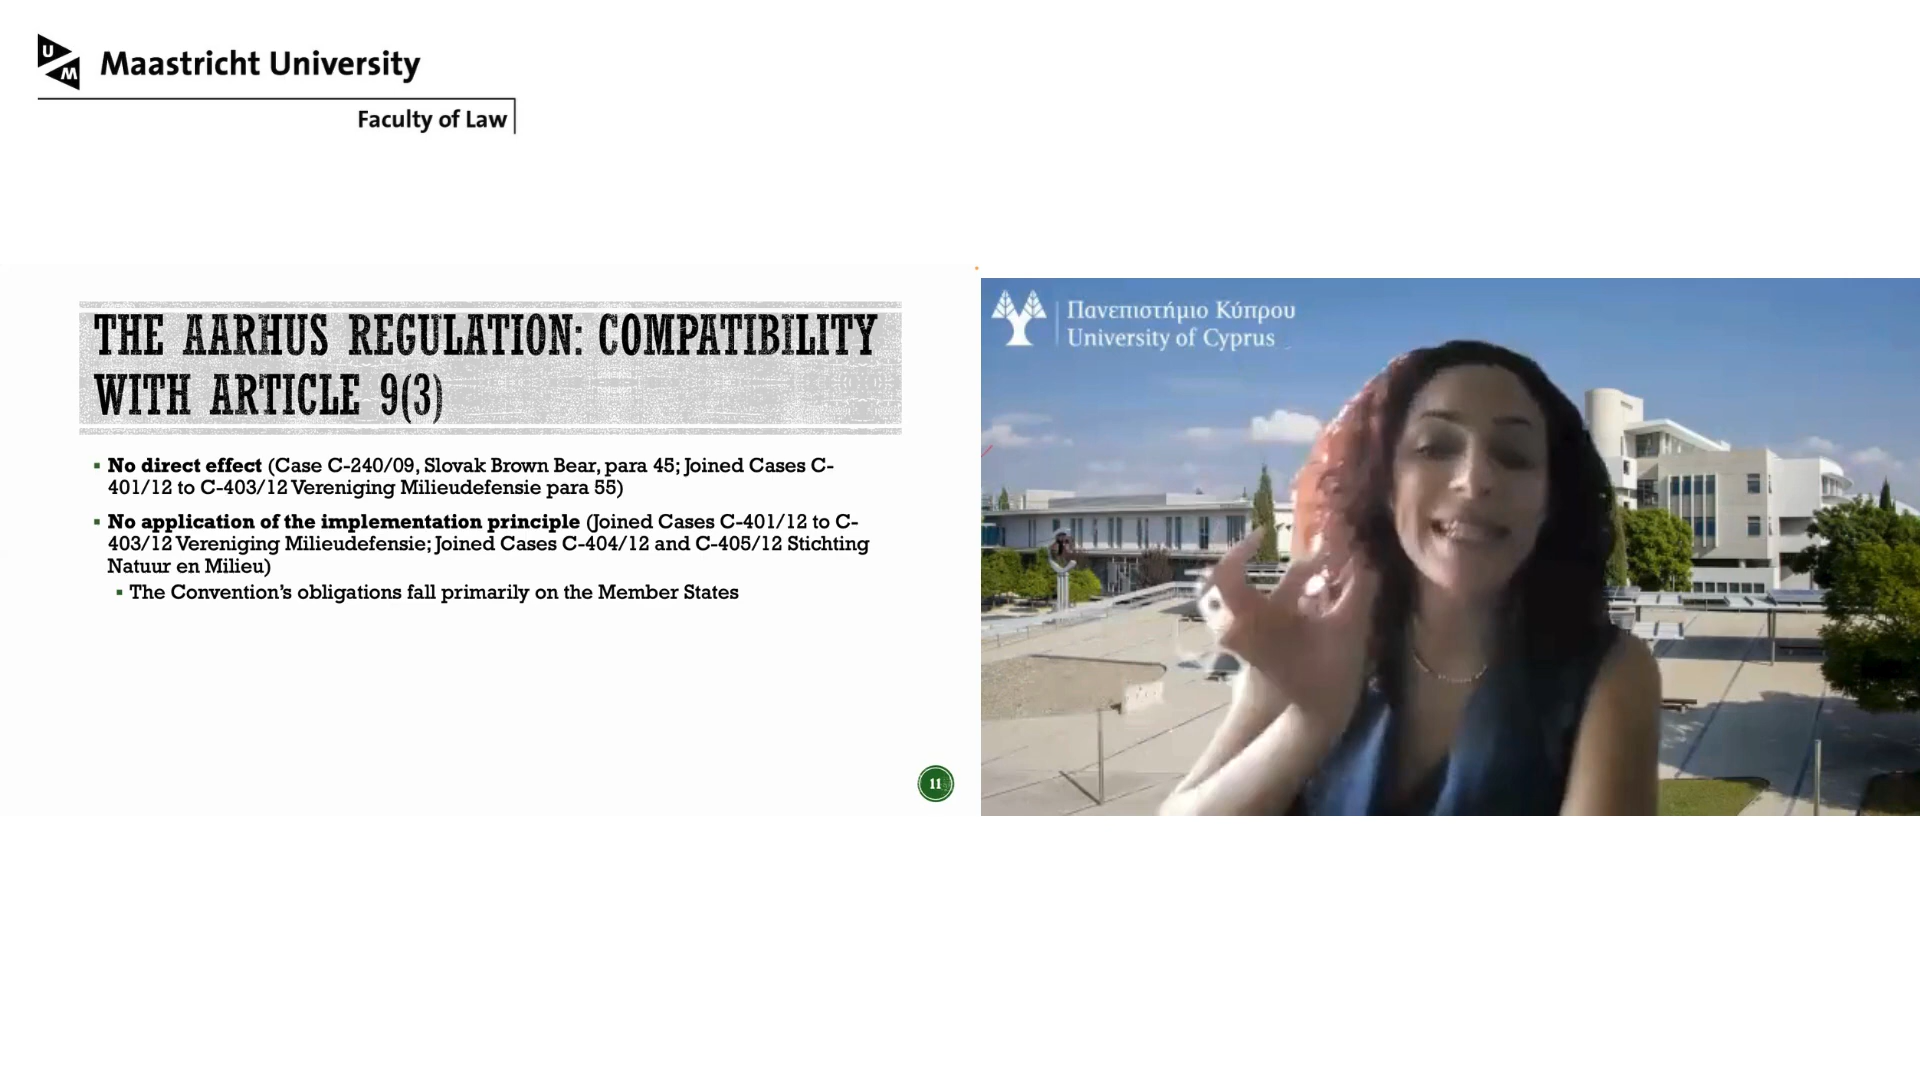 UM
Maastricht University
Faculty of Law
THE AARHUS REGULATION: COMPATIBILITY
WITH ARTICLE 9(3)
▪ No direct effect (Case C-240/09, Slovak Brown Bear, para 45; Joined Cases C-
401/12 to C-403/12 Vereniging Milieudefensie para 55)
▪ No application of the implementation principle (Joined Cases C-401/12 to C-
403/12 Vereniging Milieudefensie; Joined Cases C-404/12 and C-405/12 Stichting
Natuur en Milieu)
▪ The Convention's obligations fall primarily on the Member States
11
Πανεπιστήμιο Κύπρου
University of Cyprus